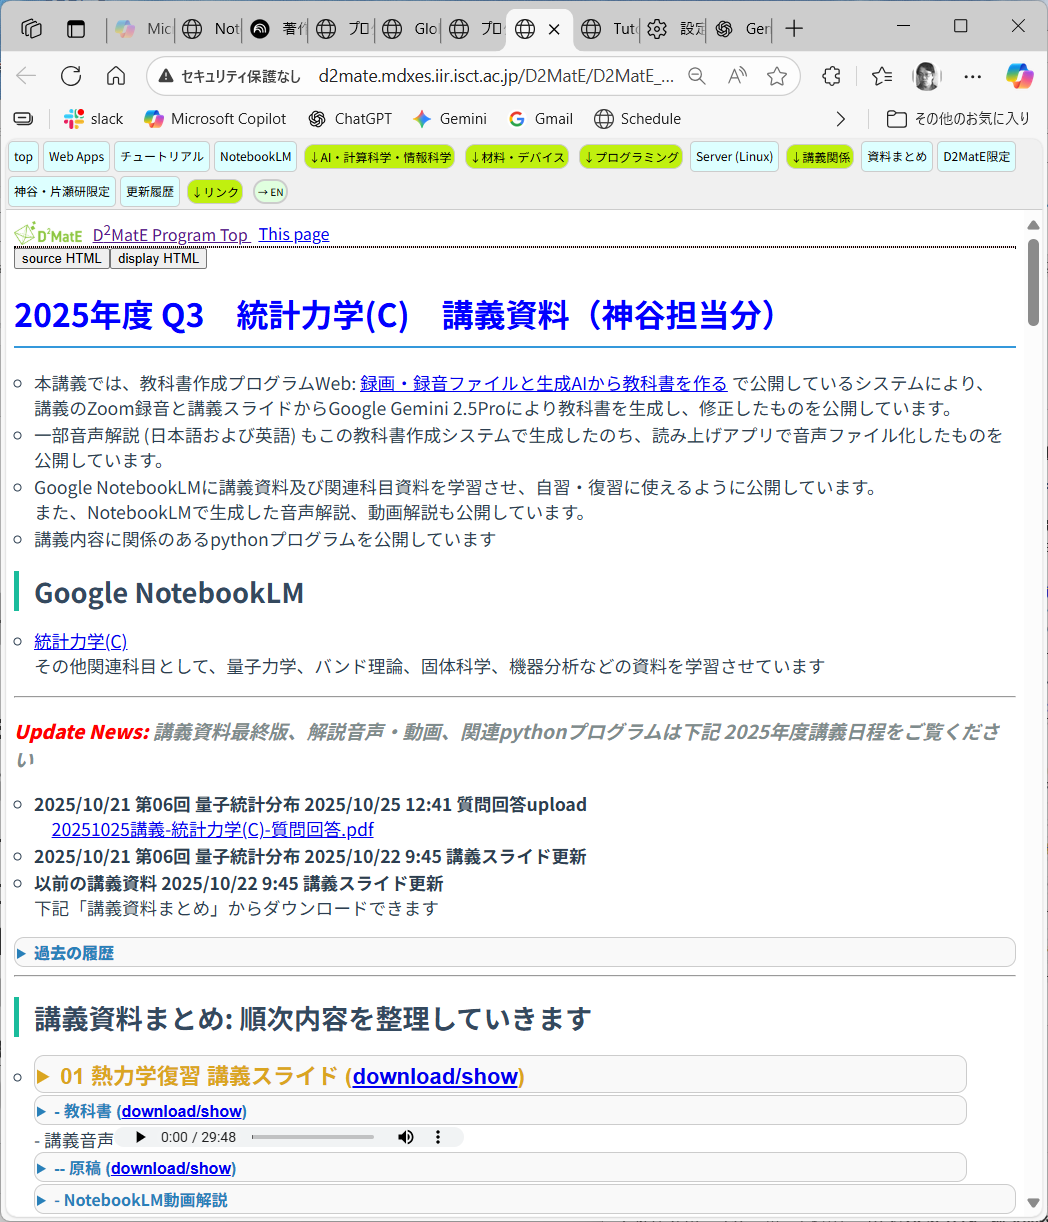 Mic
Not
著作
プロ
Glo
プロ
Tut
設定
Ger
セキュリティ保護なし d2mate.mdxes.iir.isct.ac.jp/D2MatE/D2MatE_...
slack Microsoft Copilot ChatGPT Gemini Gmail Schedule その他のお気に入り
top Web Apps チュートリアル NotebookLM ↓AI・計算科学・情報科学 ↓材料・デバイス ↓プログラミング Server (Linux) ↓講義関係 資料まとめ D2MatE限定
神谷・片瀬研限定 更新履歴 ↓リンク →EN
D²MatE D²MatE Program Top This page
source HTML display HTML
2025年度 Q3 統計力学(C) 講義資料（神谷担当分）
本講義では、教科書作成プログラムWeb: 録画・録音ファイルと生成AIから教科書を作る で公開しているシステムにより、
講義のZoom録音と講義スライドからGoogle Gemini 2.5Proにより教科書を生成し、修正したものを公開しています。
一部音声解説 (日本語および英語) もこの教科書作成システムで生成したのち、読み上げアプリで音声ファイル化したものを
公開しています。
Google NotebookLMに講義資料及び関連科目資料を学習させ、自習・復習に使えるように公開しています。
また、NotebookLMで生成した音声解説、動画解説も公開しています。
講義内容に関係のあるpythonプログラムを公開しています
Google NotebookLM
統計力学(C)
その他関連科目として、量子力学、バンド理論、固体科学、機器分析などの資料を学習させています
Update News: 講義資料最終版、解説音声・動画、関連pythonプログラムは下記 2025年度講義日程をご覧くださ
い
2025/10/21 第06回 量子統計分布 2025/10/25 12:41 質問回答upload
20251025講義-統計力学(C)-質問回答.pdf
2025/10/21 第06回 量子統計分布 2025/10/22 9:45 講義スライド更新
以前の講義資料 2025/10/22 9:45 講義スライド更新
下記「講義資料まとめ」からダウンロードできます
▶ 過去の履歴
講義資料まとめ: 順次内容を整理していきます
▶ 01 熱力学復習 講義スライド (download/show)
▶ - 教科書 (download/show)
- 講義音声 0:00 / 29:48
▶ -- 原稿 (download/show)
▶ - NotebookLM動画解説